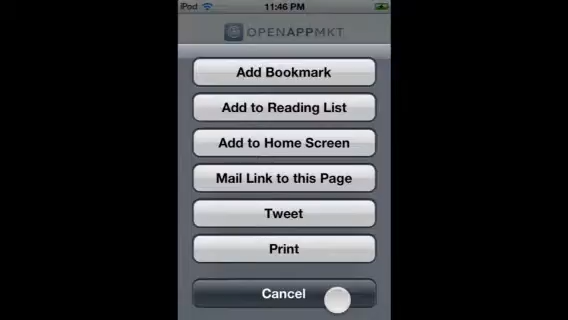 iPod 11:46 PM
OPENAPPMKT
Add Bookmark
Add to Reading List
Add to Home Screen
Mail Link to this Page
Tweet
Print
Cancel